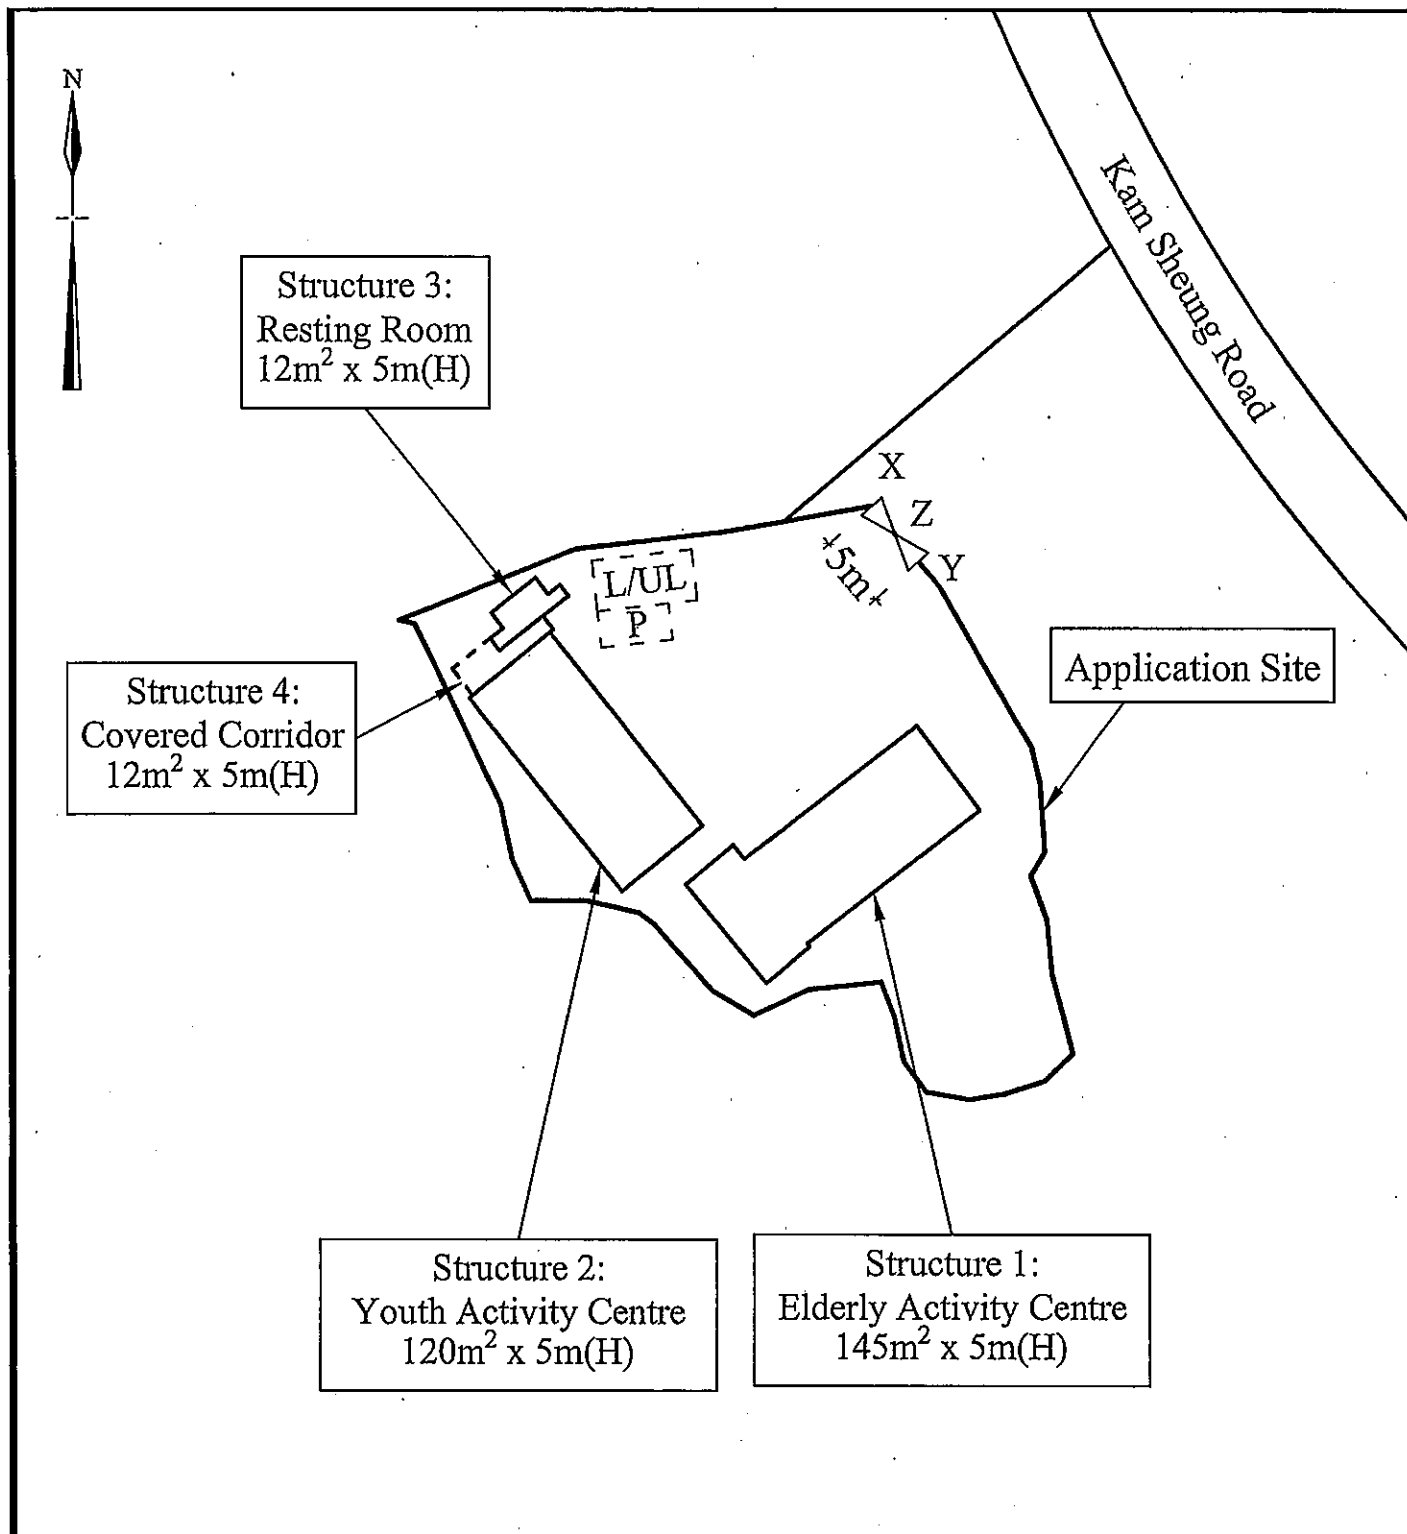 N
Kam Sheung Road
Structure 3:
Resting Room
12m² x 5m(H)
X
Z
Y
5m
L/UL
P
Application Site
Structure 4:
Covered Corridor
12m² x 5m(H)
Structure 2:
Youth Activity Centre
120m² x 5m(H)
Structure 1:
Elderly Activity Centre
145m² x 5m(H)